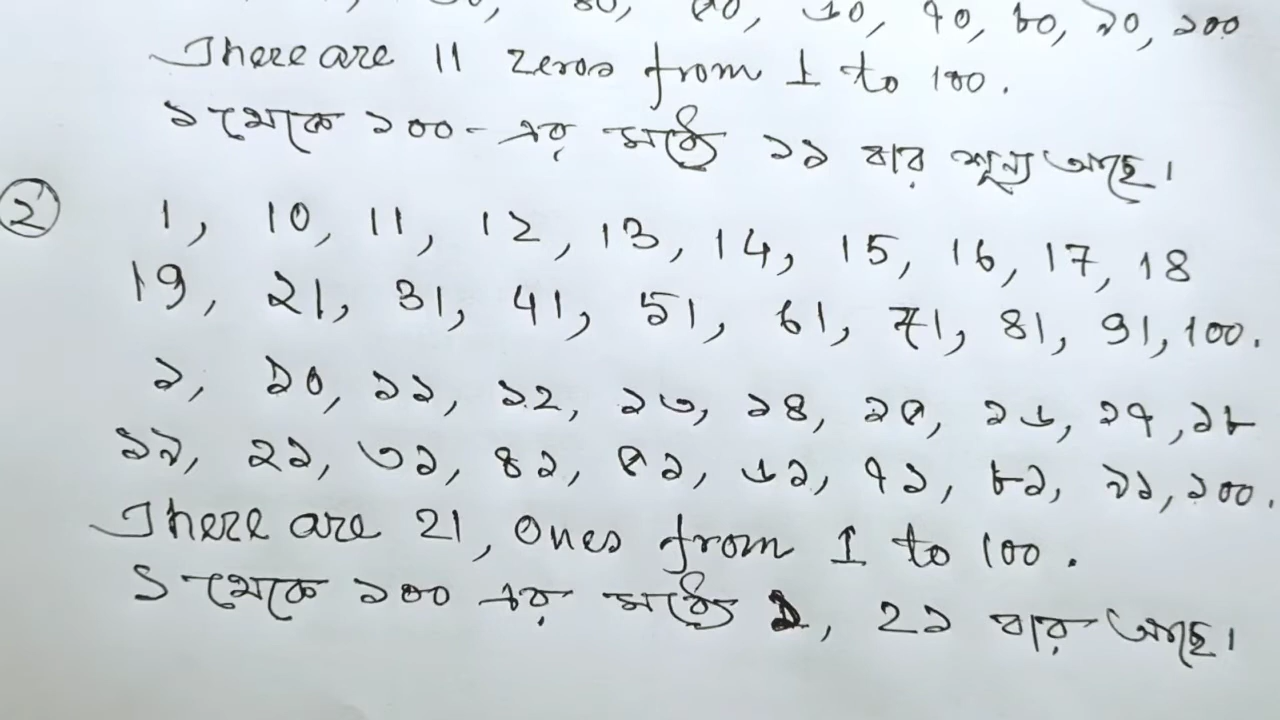 ৪০, ৫০, ৬০, ৭০, ৮০, ৯০, ১০০
There are 11 zeros from 1 to 100.
১ থেকে ১০০-এর মধ্যে ১১ বার শূন্য আছে।
2 1, 10, 11, 12, 13, 14, 15, 16, 17, 18
19, 21, 31, 41, 51, 61, 71, 81, 91, 100.
১, ১০, ১১, ১২, ১৩, ১৪, ১৫, ১৬, ১৭, ১৮
১৯, ২১, ৩১, ৪১, ৫১, ৬১, ৭১, ৮১, ৯১, ১০০.
There are 21, Ones from 1 to 100.
১ থেকে ১০০ এর মধ্যে ১, ২১ বার আছে।